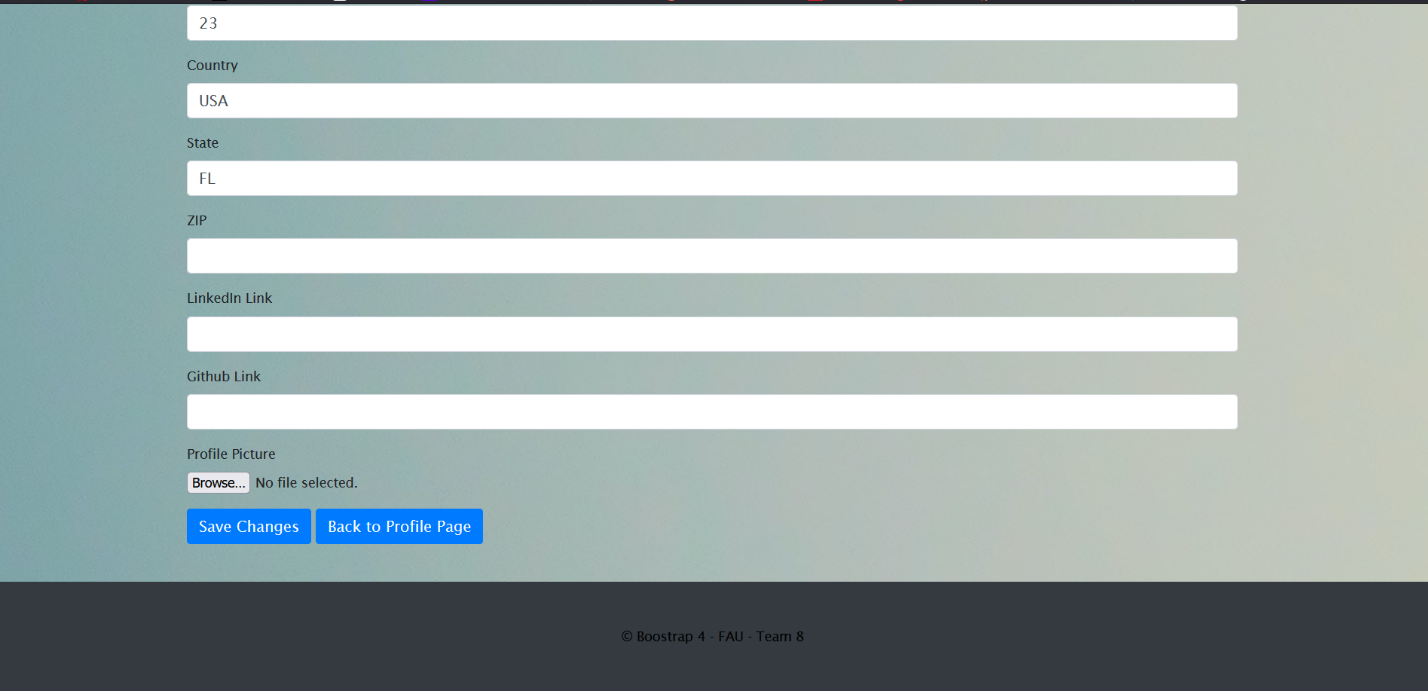 23
Country
USA
State
FL
ZIP
LinkedIn Link
Github Link
Profile Picture
Browse... No file selected.
Save Changes Back to Profile Page
© Boostrap 4 - FAU - Team 8